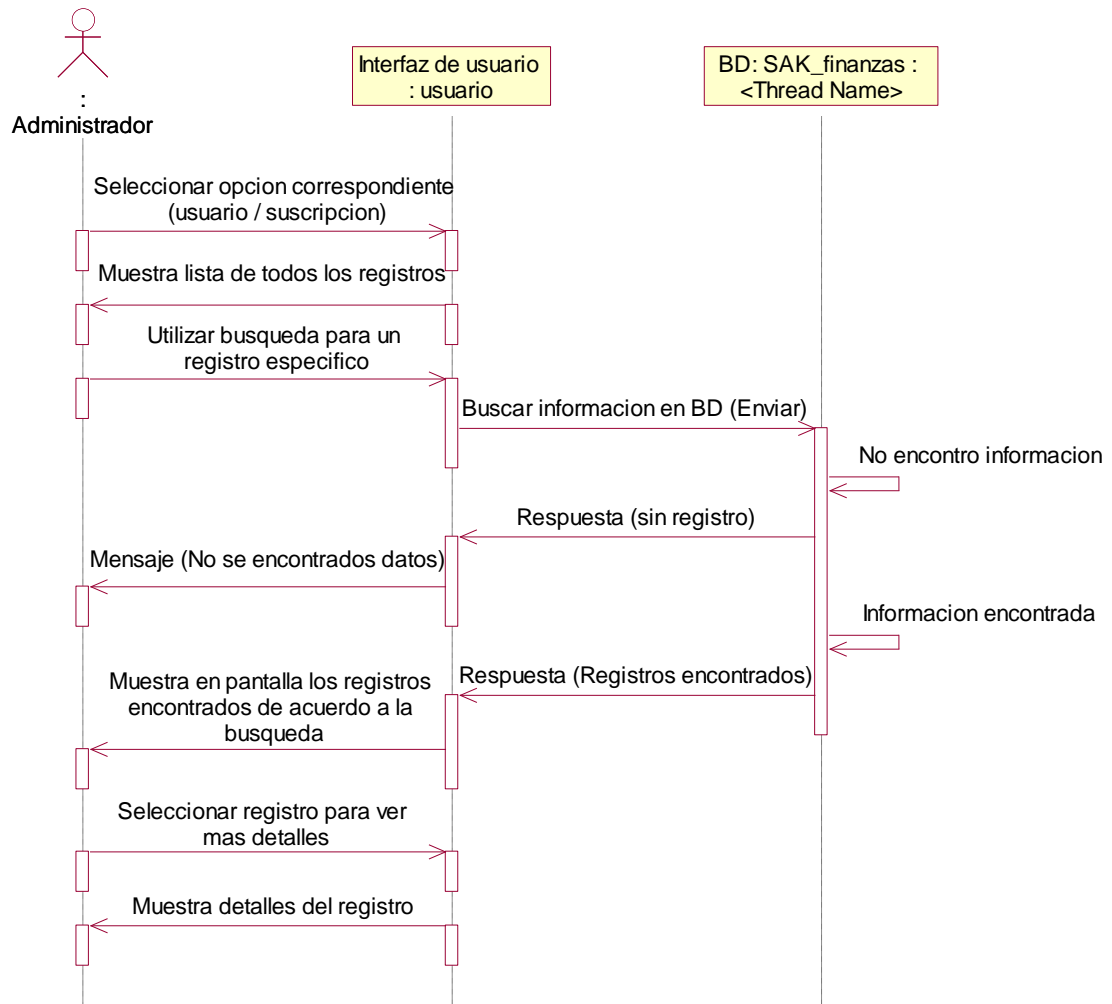 :
Administrador
Interfaz de usuario
: usuario
BD: SAK_finanzas :
<Thread Name>
Seleccionar opcion correspondiente
(usuario / suscripcion)
Muestra lista de todos los registros
Utilizar busqueda para un
registro especifico
Buscar informacion en BD (Enviar)
No encontro informacion
Respuesta (sin registro)
Mensaje (No se encontrados datos)
Informacion encontrada
Respuesta (Registros encontrados)
Muestra en pantalla los registros
encontrados de acuerdo a la
busqueda
Seleccionar registro para ver
mas detalles
Muestra detalles del registro